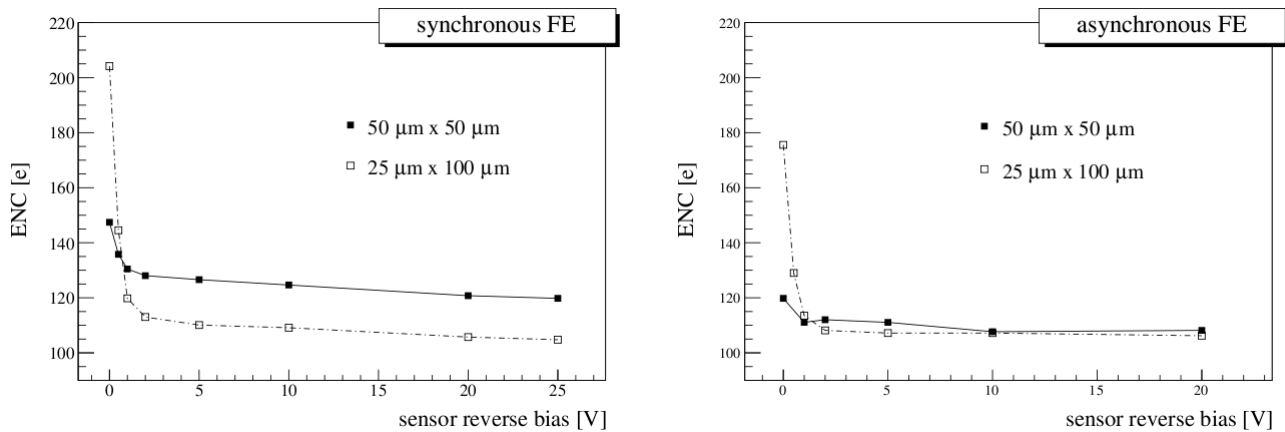 synchronous FE
220
200
180
160
140
120
100
ENC [e]
50 μm x 50 μm
25 μm x 100 μm
0 5 10 15 20 25
sensor reverse bias [V]
asynchronous FE
220
200
180
160
140
120
100
ENC [e]
50 μm x 50 μm
25 μm x 100 μm
0 5 10 15 20
sensor reverse bias [V]